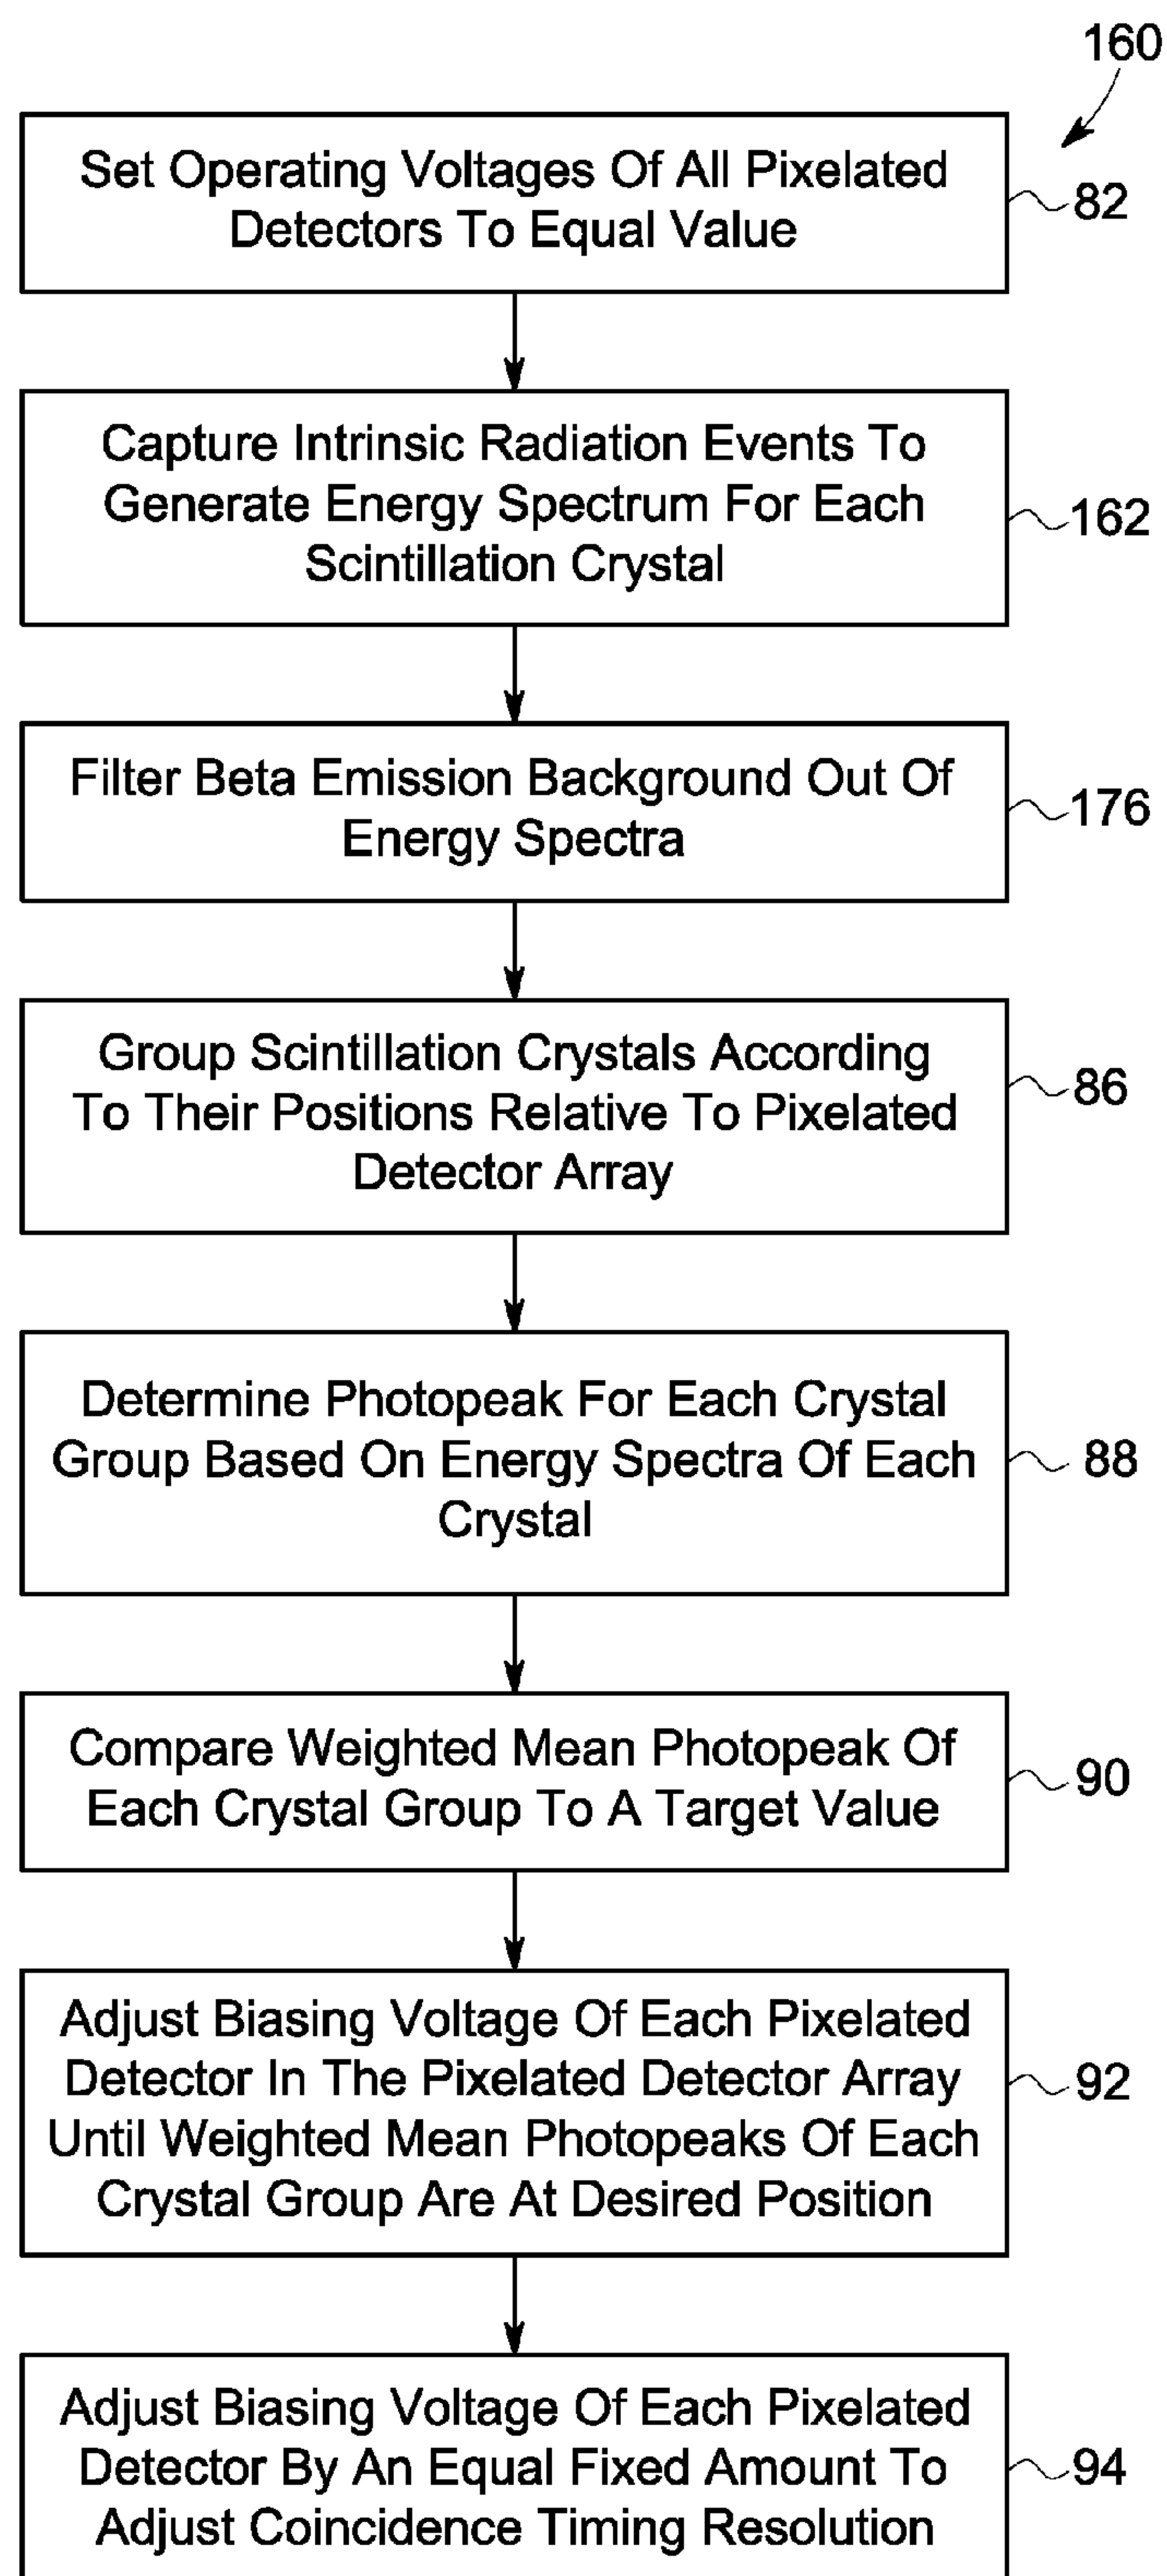 160
Set Operating Voltages Of All Pixelated
Detectors To Equal Value
82
Capture Intrinsic Radiation Events To
Generate Energy Spectrum For Each
Scintillation Crystal
162
Filter Beta Emission Background Out Of
Energy Spectra
176
Group Scintillation Crystals According
To Their Positions Relative To Pixelated
Detector Array
86
Determine Photopeak For Each Crystal
Group Based On Energy Spectra Of Each
Crystal
88
Compare Weighted Mean Photopeak Of
Each Crystal Group To A Target Value
90
Adjust Biasing Voltage Of Each Pixelated
Detector In The Pixelated Detector Array
Until Weighted Mean Photopeaks Of Each
Crystal Group Are At Desired Position
92
Adjust Biasing Voltage Of Each Pixelated
Detector By An Equal Fixed Amount To
Adjust Coincidence Timing Resolution
94